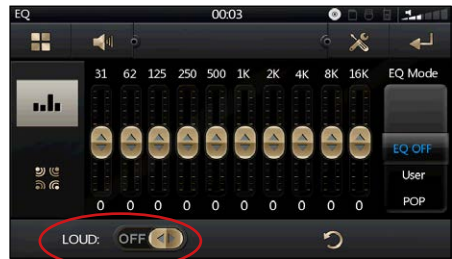 EQ 00:03
31 62 125 250 500 1K 2K 4K 8K 16K EQ Mode
EQ OFF
User
0 0 0 0 0 0 0 0 0 0 POP
LOUD: OFF